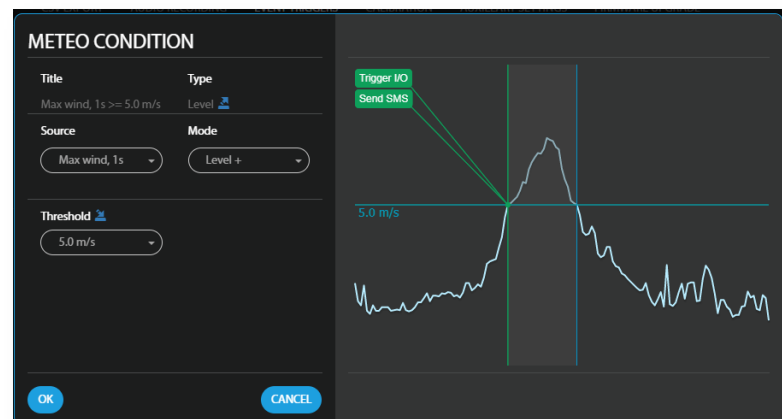 METEO CONDITION
Title
Type
Max wind, 1s >= 5.0 m/s
Level
Source
Mode
Max wind, 1s
Level +
Threshold
5.0 m/s
OK
CANCEL
Trigger I/O
Send SMS
5.0 m/s